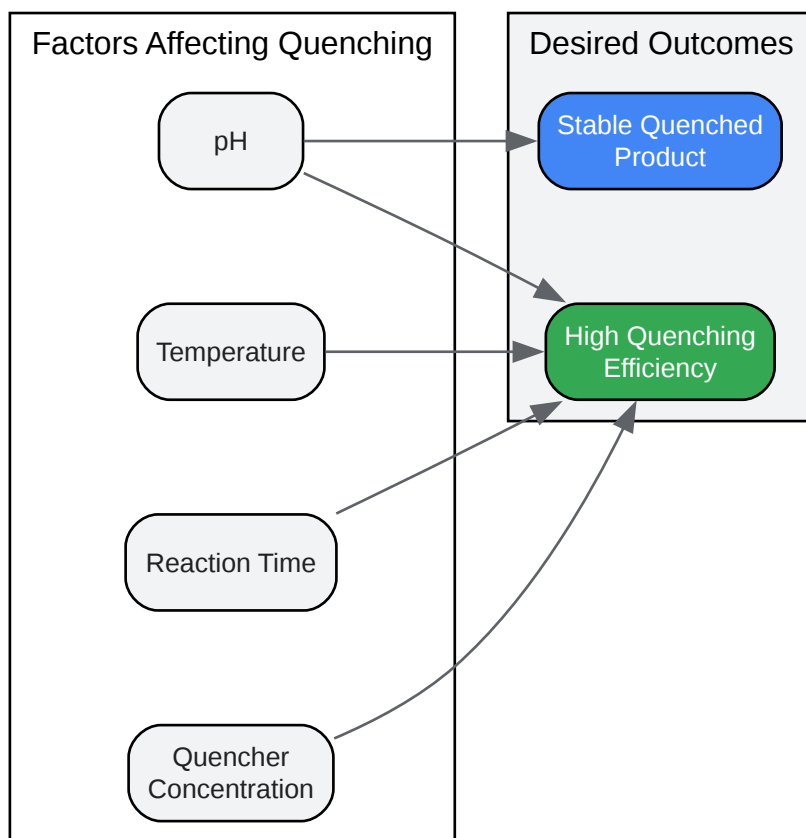 Factors Affecting Quenching
pH
Temperature
Reaction Time
Quencher
Concentration
Desired Outcomes
Stable Quenched
Product
High Quenching
Efficiency